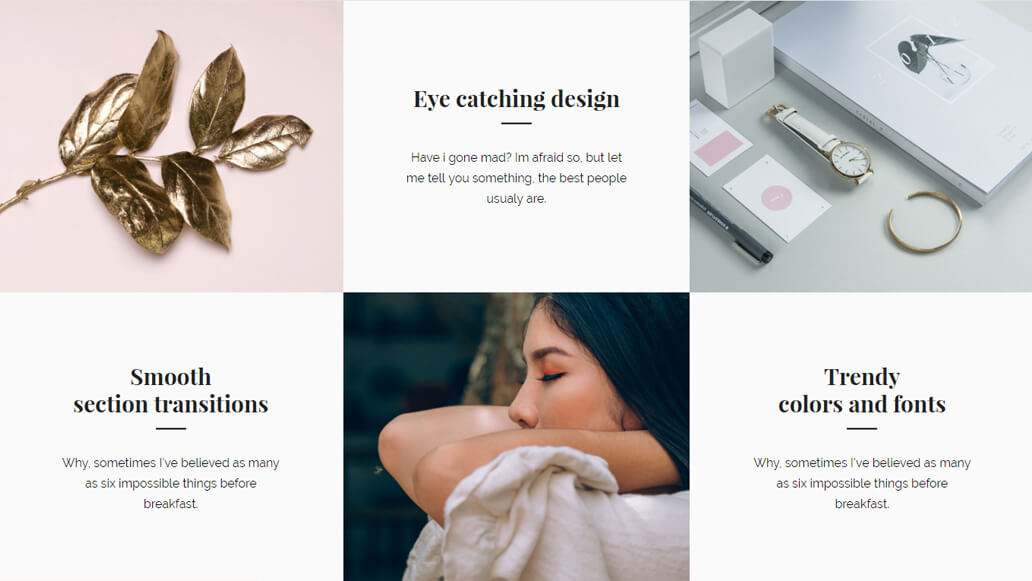 Eye catching design
Have i gone mad? Im afraid so, but let
me tell you something, the best people
usualy are.
Smooth
section transitions
Why, sometimes I've believed as many
as six impossible things before
breakfast.
Trendy
colors and fonts
Why, sometimes I've believed as many
as six impossible things before
breakfast.